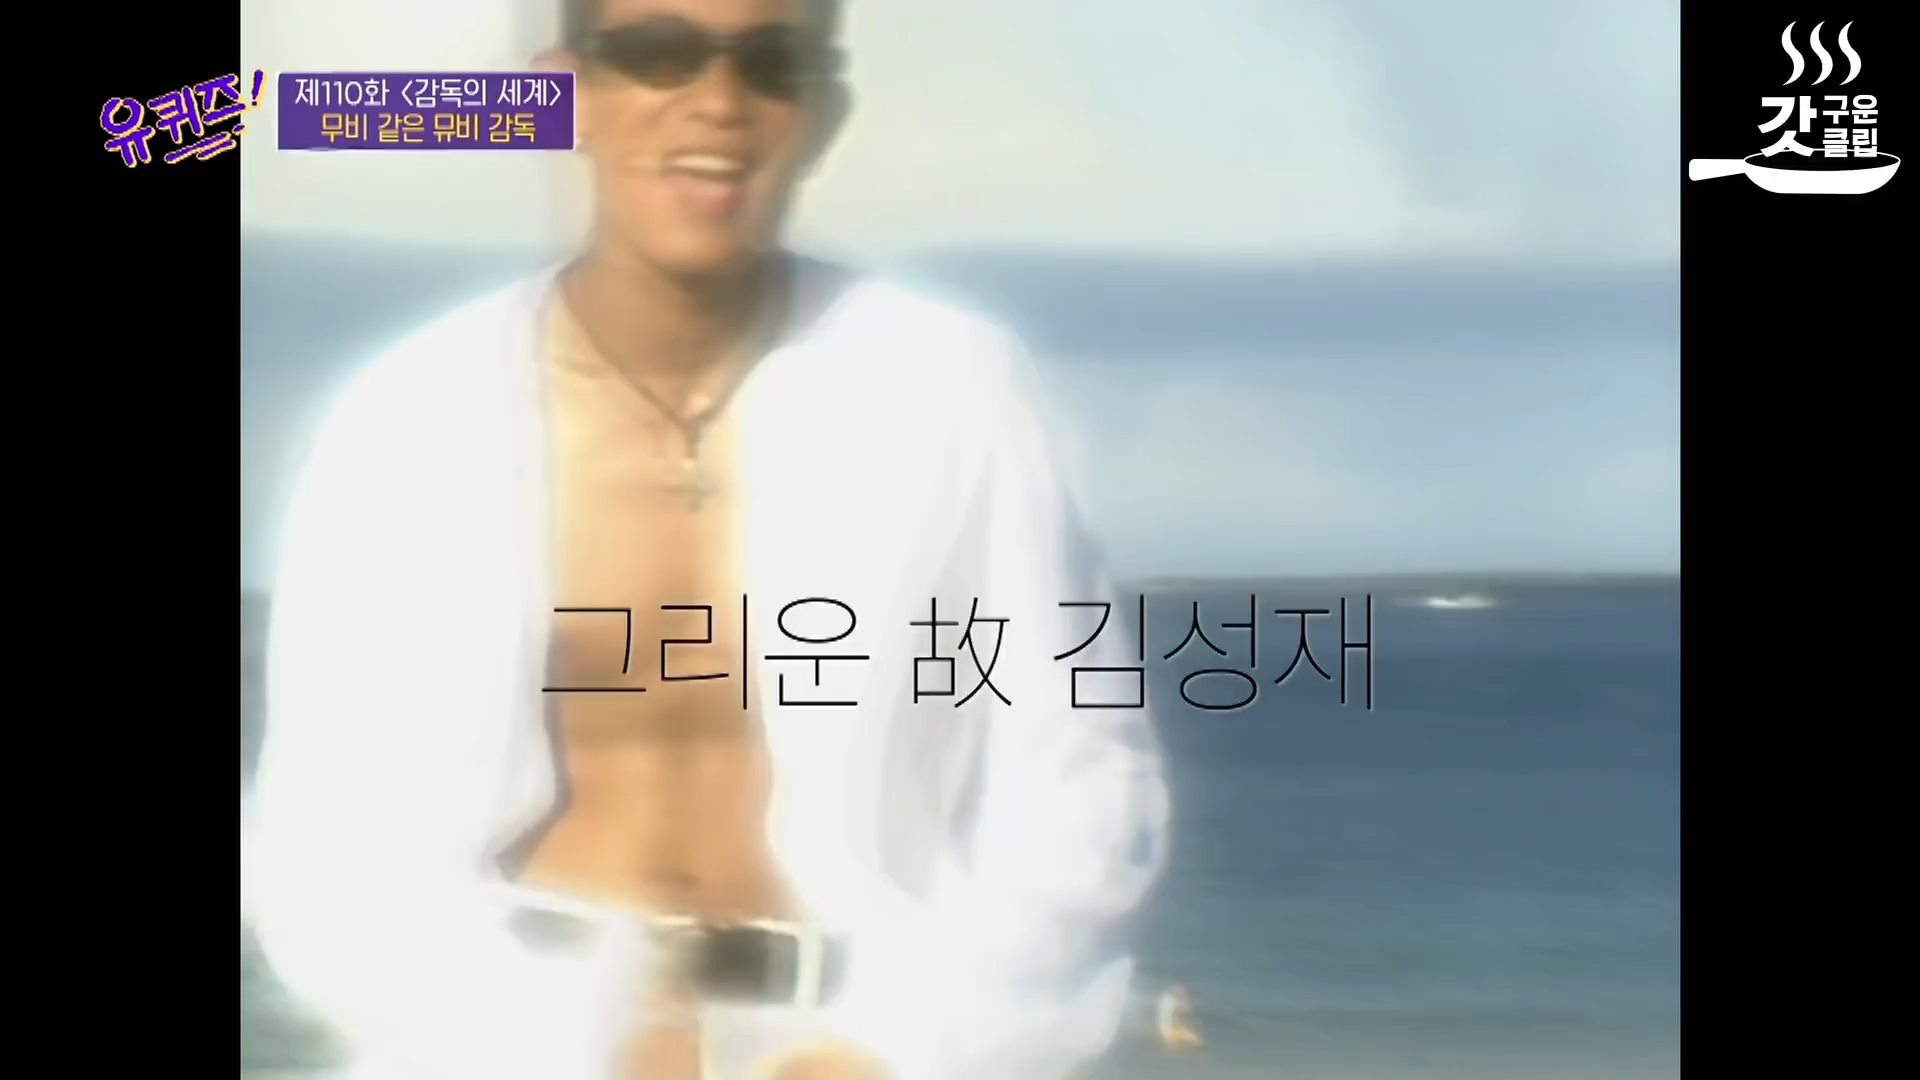 유퀴즈!
제110화 <감독의 세계>
무비 같은 뮤비 감독
갓구운클립
그리운 故 김성재